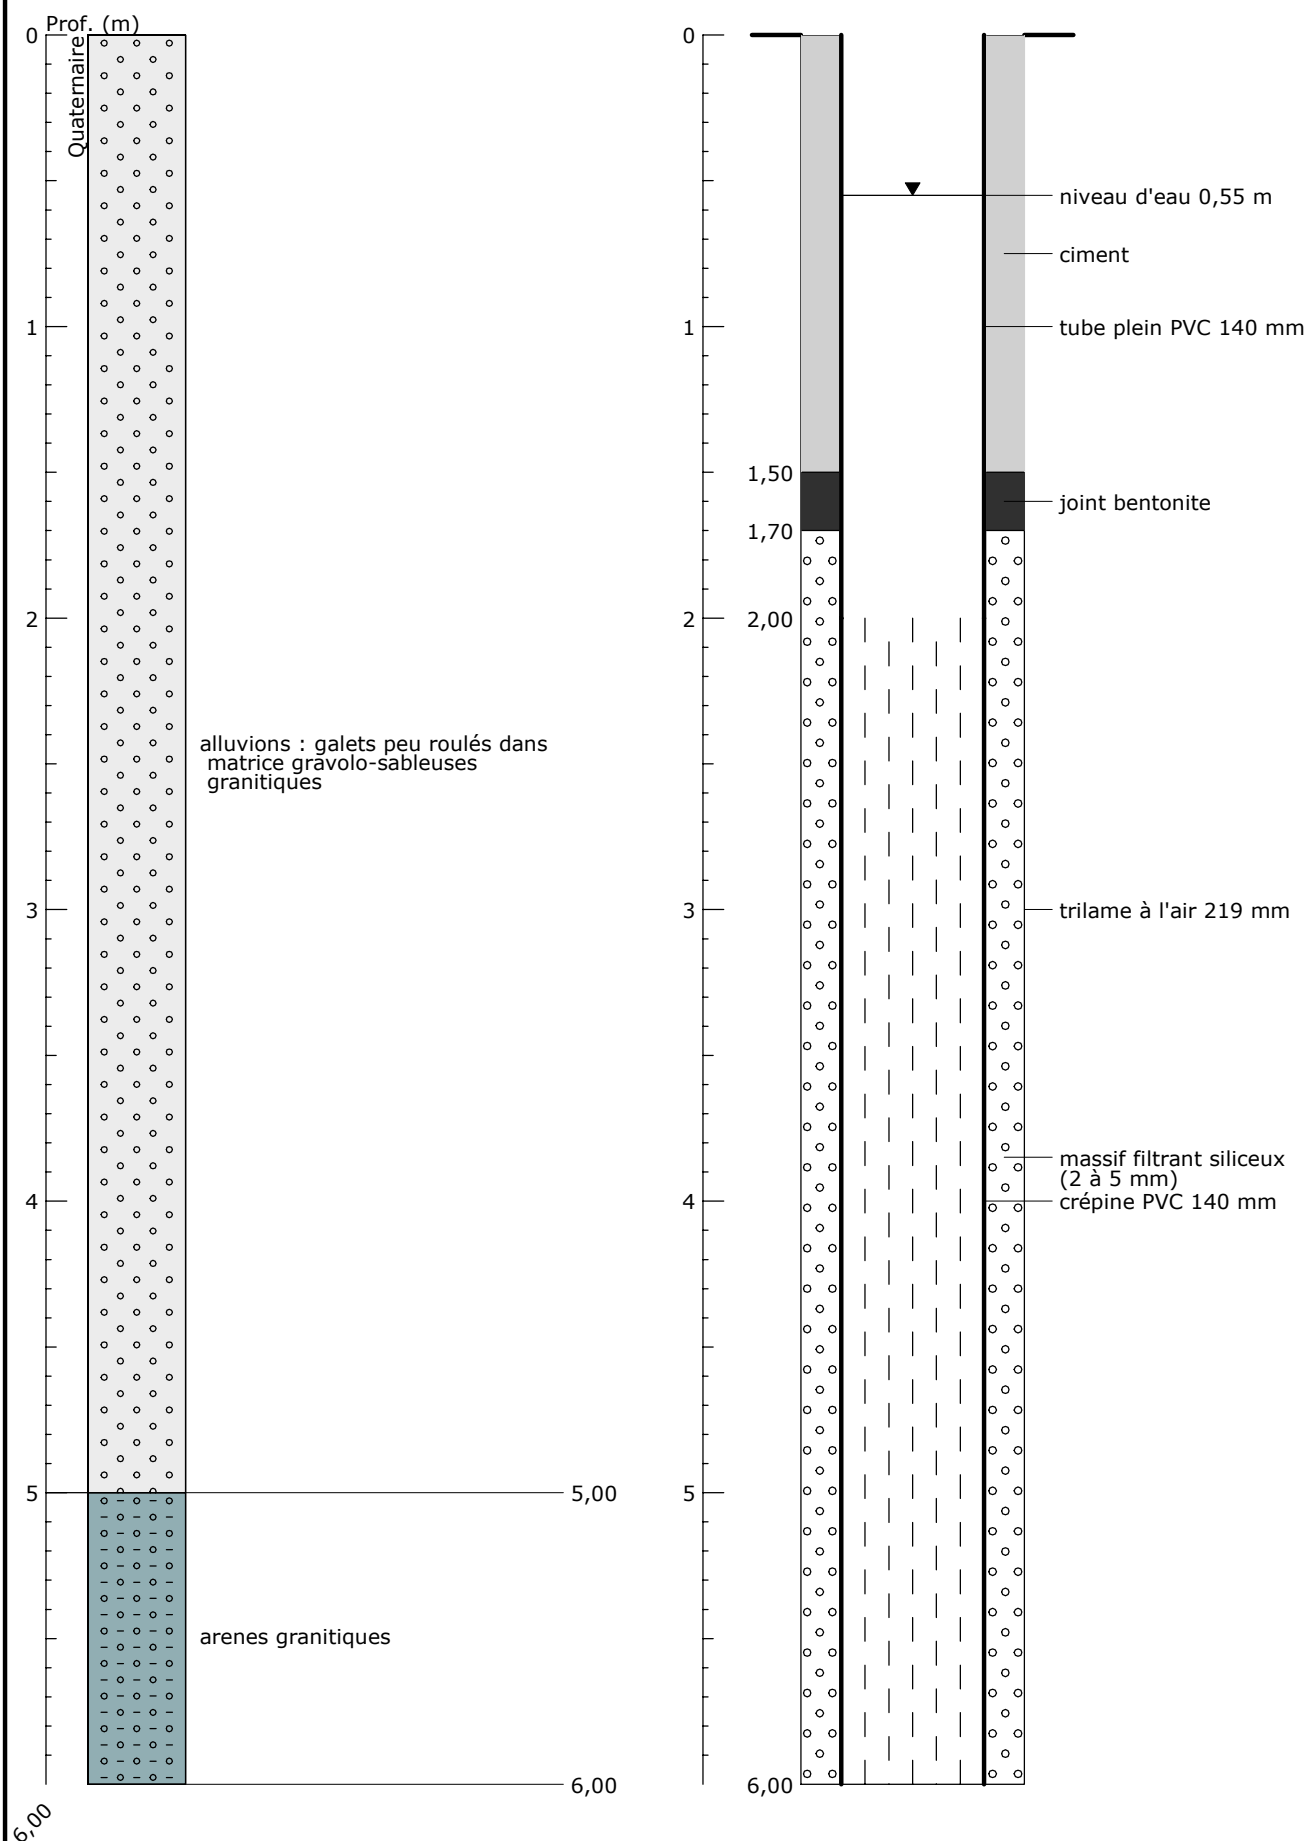 Prof. (m)
Quaternaire
0
1
2
3
4
5
6,00
alluvions : galets peu roulés dans
matrice gravolo-sableuses
granitiques
5,00
arenes granitiques
6,00
0
1
2
3
4
5
1,50
1,70
2,00
6,00
niveau d'eau 0,55 m
ciment
tube plein PVC 140 mm
joint bentonite
trilame à l'air 219 mm
massif filtrant siliceux
(2 à 5 mm)
crépine PVC 140 mm